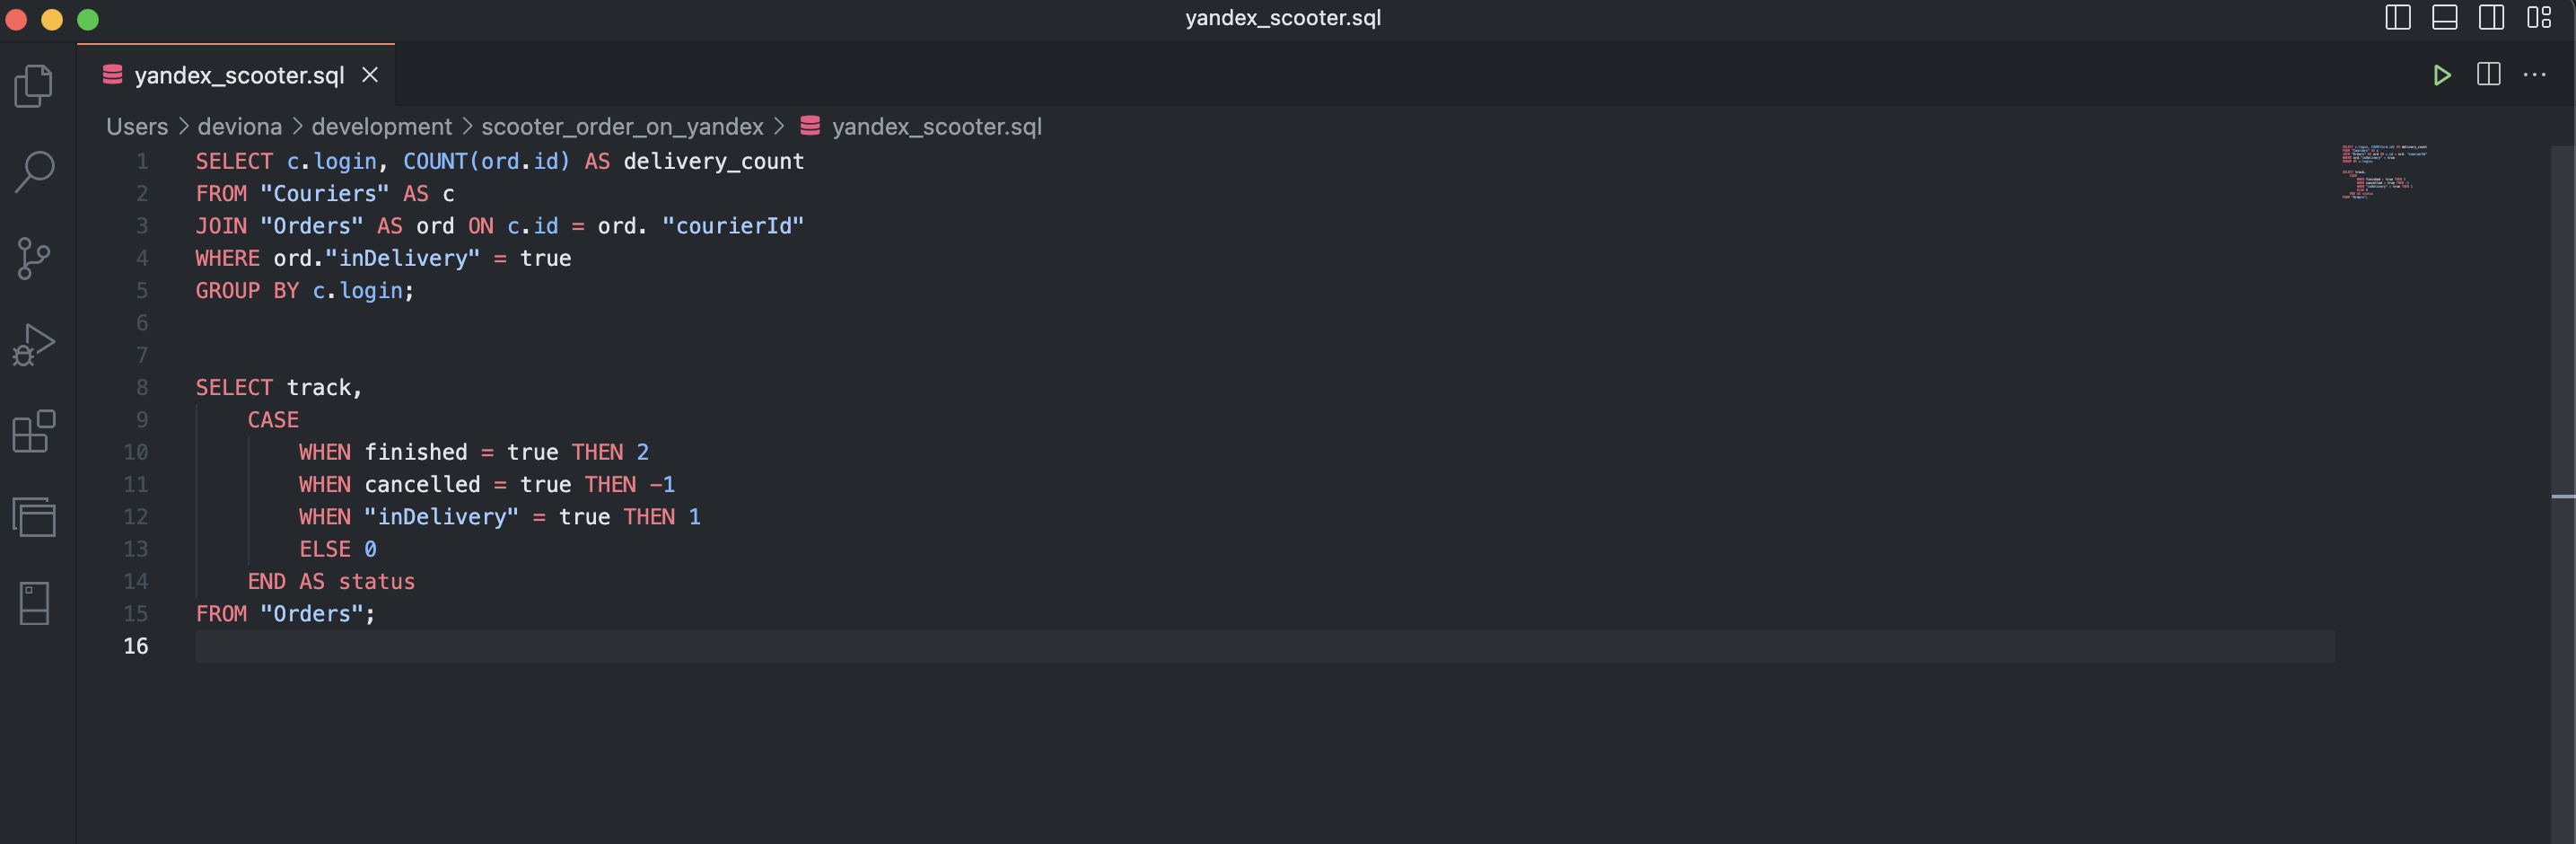 yandex_scooter.sql
yandex_scooter.sql
Users > deviona > development > scooter_order_on_yandex > yandex_scooter.sql
1 SELECT c.login, COUNT(ord.id) AS delivery_count
2 FROM "Couriers" AS c
3 JOIN "Orders" AS ord ON c.id = ord. "courierId"
4 WHERE ord."inDelivery" = true
5 GROUP BY c.login;
6
7
8 SELECT track,
9 CASE
10 WHEN finished = true THEN 2
11 WHEN cancelled = true THEN -1
12 WHEN "inDelivery" = true THEN 1
13 ELSE 0
14 END AS status
15 FROM "Orders";
16